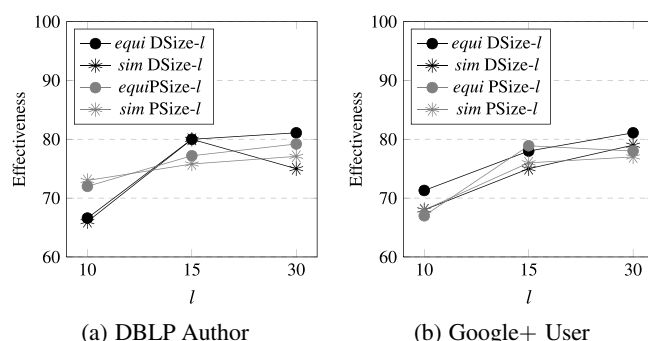 100
90
80
70
60
Effectiveness
equi DSize-l
sim DSize-l
equiPSize-l
sim PSize-l
10 15 30
l
(a) DBLP Author
100
90
80
70
60
Effectiveness
equi DSize-l
sim DSize-l
equi PSize-l
sim PSize-l
10 15 30
l
(b) Google+ User